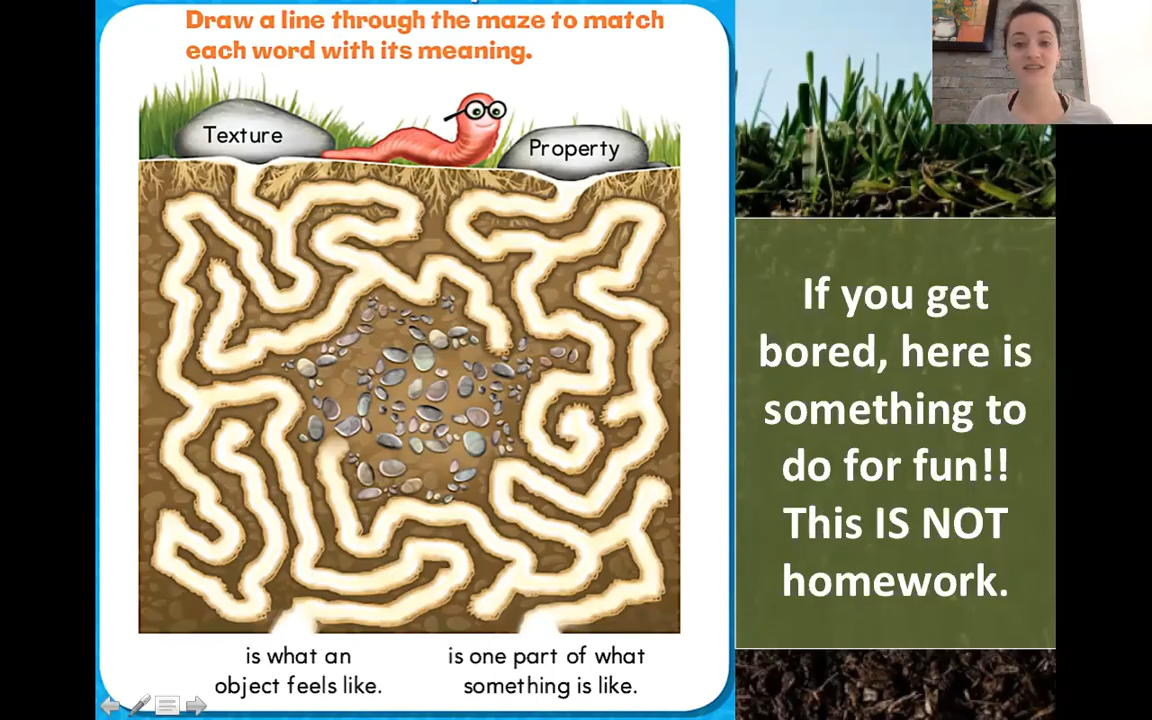 Draw a line through the maze to match
each word with its meaning.
Texture
Property
is what an
object feels like.
is one part of what
something is like.
If you get
bored, here is
something to
do for fun!!
This IS NOT
homework.